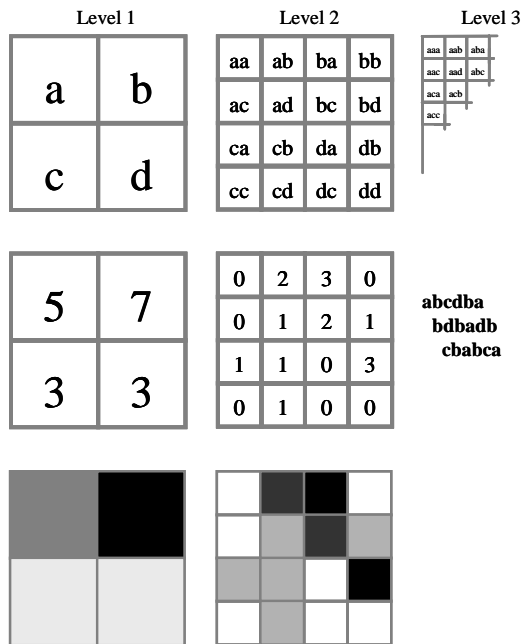 Level 1 Level 2 Level 3
a b
c d
aa ab ba bb
ac ad bc bd
ca cb da db
cc cd dc dd
aaa aab aba
aac aad abc
aca acb
acc
5 7
3 3
0 2 3 0
0 1 2 1
1 1 0 3
0 1 0 0
abcdba
bdbadb
cbabca